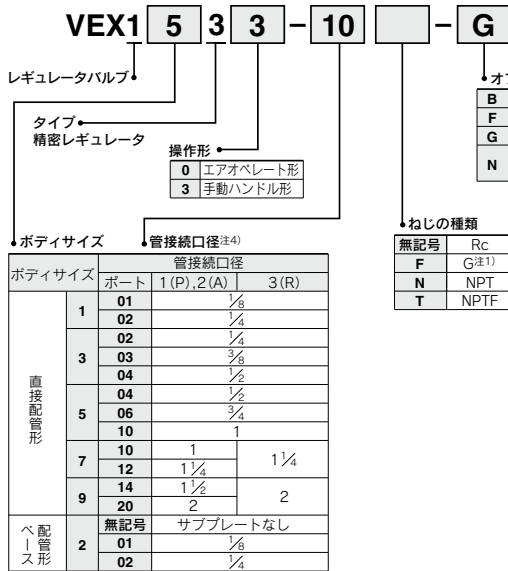 VEX1 5 3 3 – 10 – G
レギュレータバルブ
オプ
B
F
G
N
タイプ
精密レギュレータ
操作形
0 エアオペレート形
3 手動ハンドル形
ねじの種類
無記号 Rc
F G注1)
N NPT
T NPTF
ボディサイズ
管接続口径注4)
ボディサイズ 管接続口径
ポート 1(P),2(A) 3(R)
直接配管形
1 01 1/8
02 1/4
3 02 1/4
03 3/8
04 1/2
5 04 1/2
06 3/4
10 1
7 10 1 1 1/4
12 1 1/4
9 14 1 1/2 2
20 2
ベース配管形
2 無記号 サブプレートなし
01 1/8
02 1/4